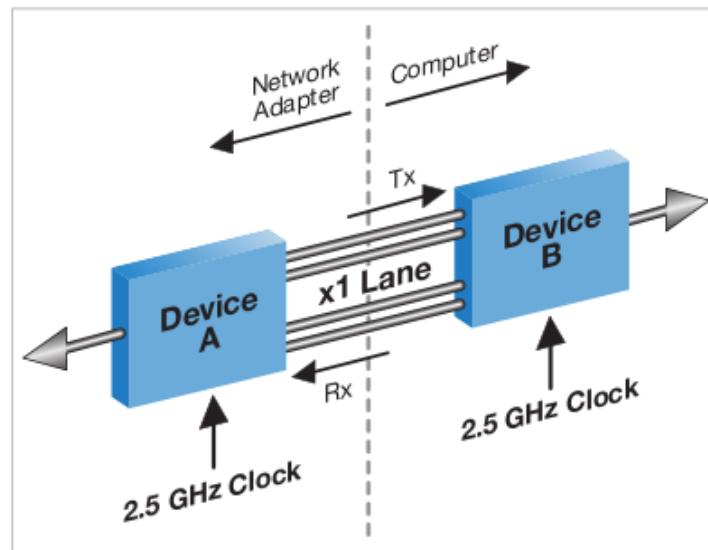 Network
Adapter
Computer
Tx
Device
B
x1 Lane
Device
A
Rx
2.5 GHz Clock
2.5 GHz Clock